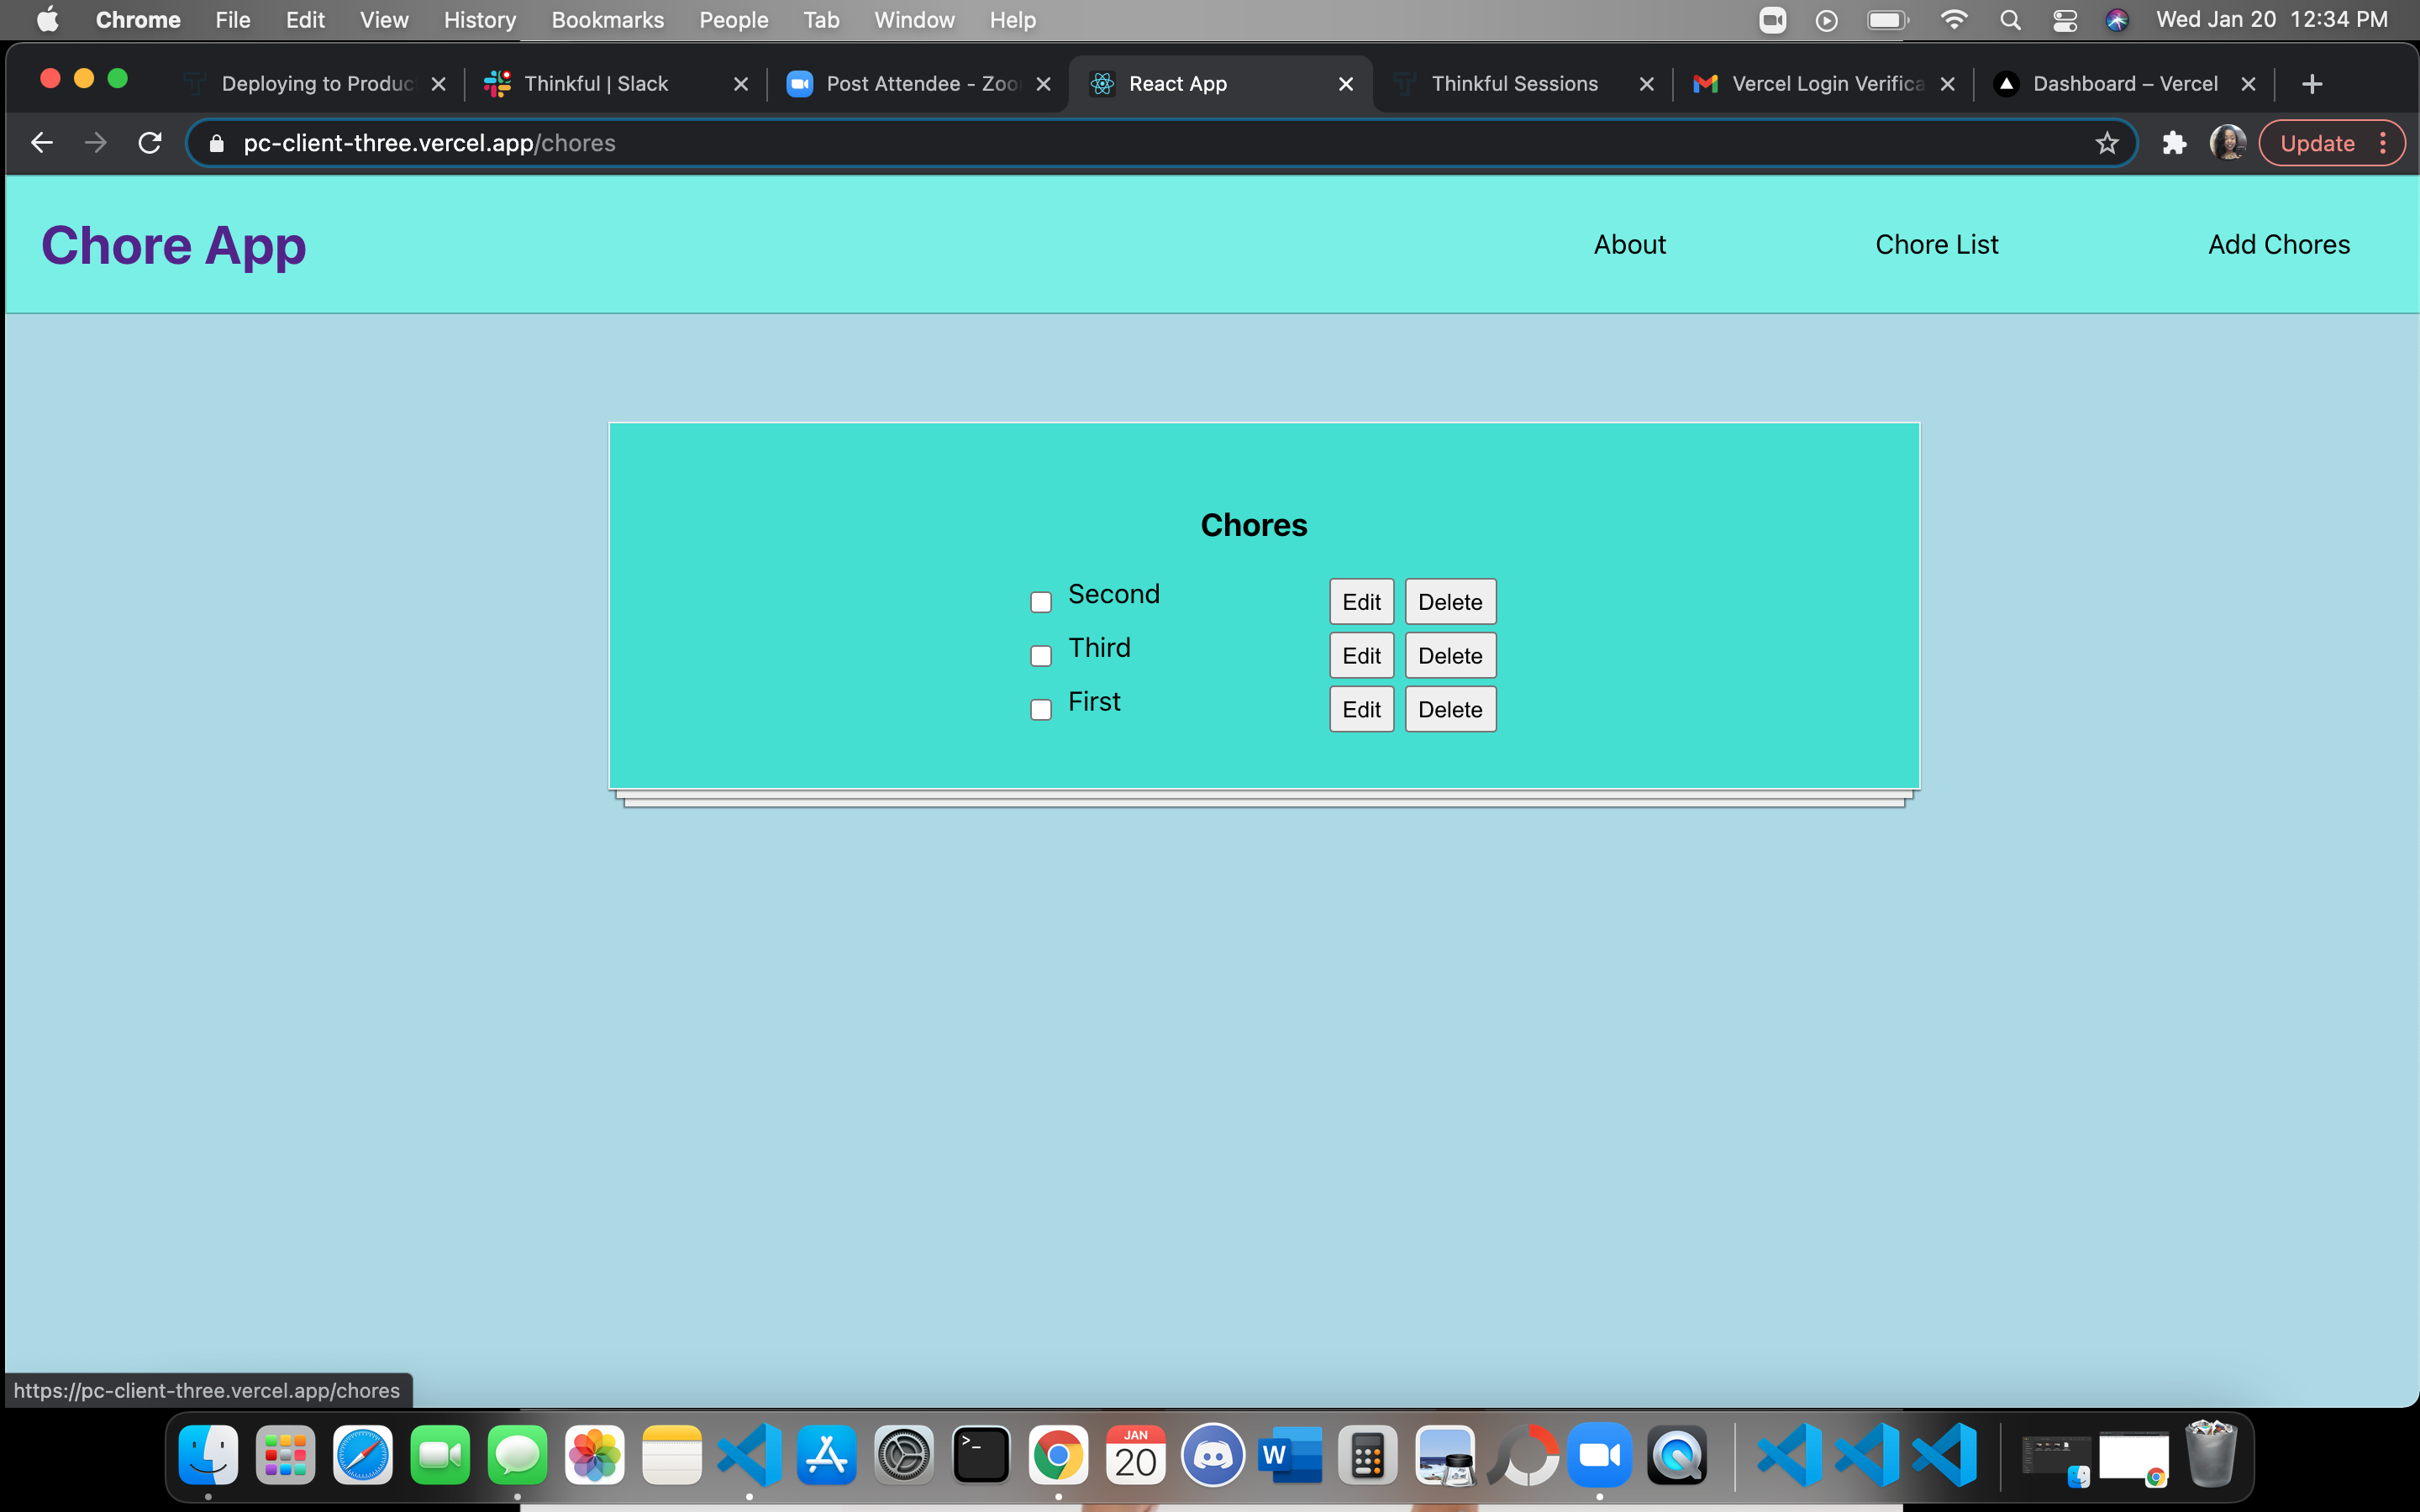 Chrome File Edit View History Bookmarks People Tab Window Help Wed Jan 20 12:34 PM
Deploying to Produc Thinkful | Slack Post Attendee - Zoo React App Thinkful Sessions Vercel Login Verifica Dashboard – Vercel
pc-client-three.vercel.app/chores Update
Chore App About Chore List Add Chores
Chores
Second Edit Delete
Third Edit Delete
First Edit Delete
https://pc-client-three.vercel.app/chores
JAN
20
W
>_